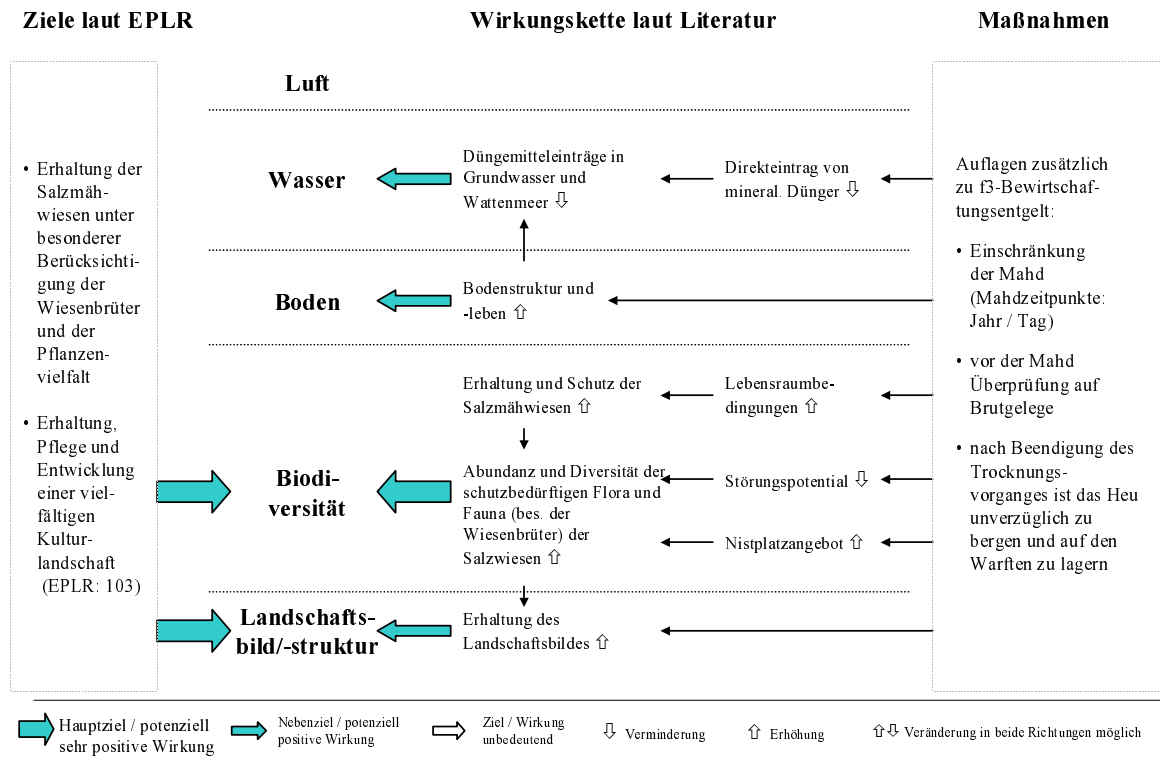 Ziele laut EPLR
Wirkungskette laut Literatur
Maßnahmen
• Erhaltung der
Salzmäh-
wiesen unter
besonderer
Berücksichti-
gung der
Wiesenbrüter
und der
Pflanzen-
vielfalt
• Erhaltung,
Pflege und
Entwicklung
einer viel-
fältigen
Kultur-
landschaft
(EPLR: 103)
Luft
Wasser
Düngemitteleinträge in
Grundwasser und
Wattenmeer ⇩
Direkteintrag von
mineral. Dünger ⇩
Boden
Bodenstruktur und
-leben ⇧
Biodi-
versität
Erhaltung und Schutz der
Salzmähwiesen ⇧
Lebensraumbe-
dingungen ⇧
Abundanz und Diversität der
schutzbedürftigen Flora und
Fauna (bes. der
Wiesenbrüter) der
Salzwiesen ⇧
Störungspotential ⇩
Nistplatzangebot ⇧
Landschafts-
bild/-struktur
Erhaltung des
Landschaftsbildes ⇧
Auflagen zusätzlich
zu f3-Bewirtschaf-
tungsentgelt:
• Einschränkung
der Mahd
(Mahdzeitpunkte:
Jahr / Tag)
• vor der Mahd
Überprüfung auf
Brutgelege
• nach Beendigung des
Trocknungs-
vorganges ist das Heu
unverzüglich zu
bergen und auf den
Warften zu lagern
Hauptziel / potenziell
sehr positive Wirkung
Nebenziel / potenziell
positive Wirkung
Ziel / Wirkung
unbedeutend
⇩ Verminderung
⇧ Erhöhung
⇧⇩ Veränderung in beide Richtungen möglich